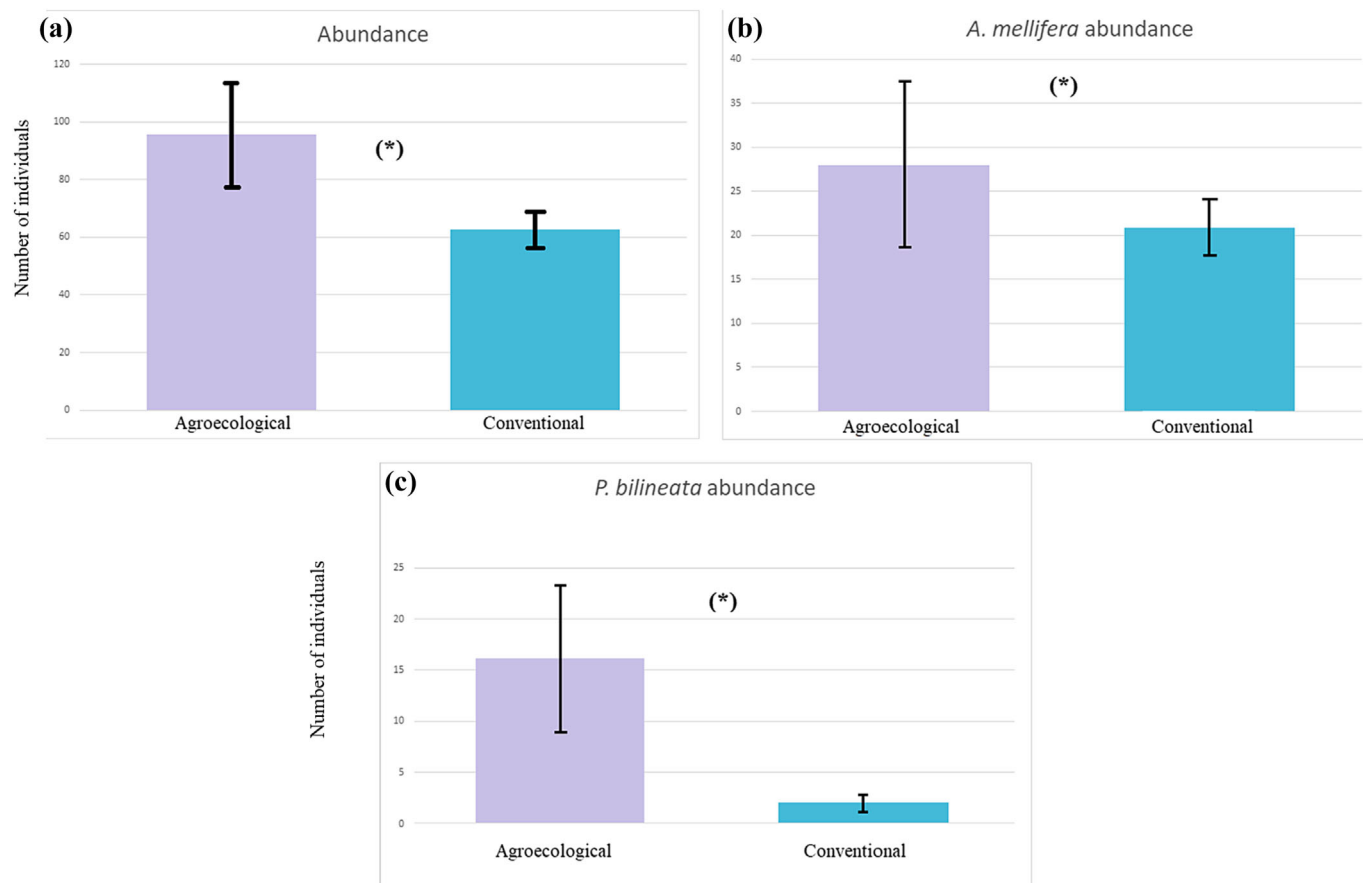 (a)
Abundance
Number of individuals
120
100
80
60
40
20
0
(*)
Agroecological Conventional
(b)
A. mellifera abundance
40
35
30
25
20
15
10
5
0
(*)
Agroecological Conventional
(c)
P. bilineata abundance
Number of individuals
25
20
15
10
5
0
(*)
Agroecological Conventional